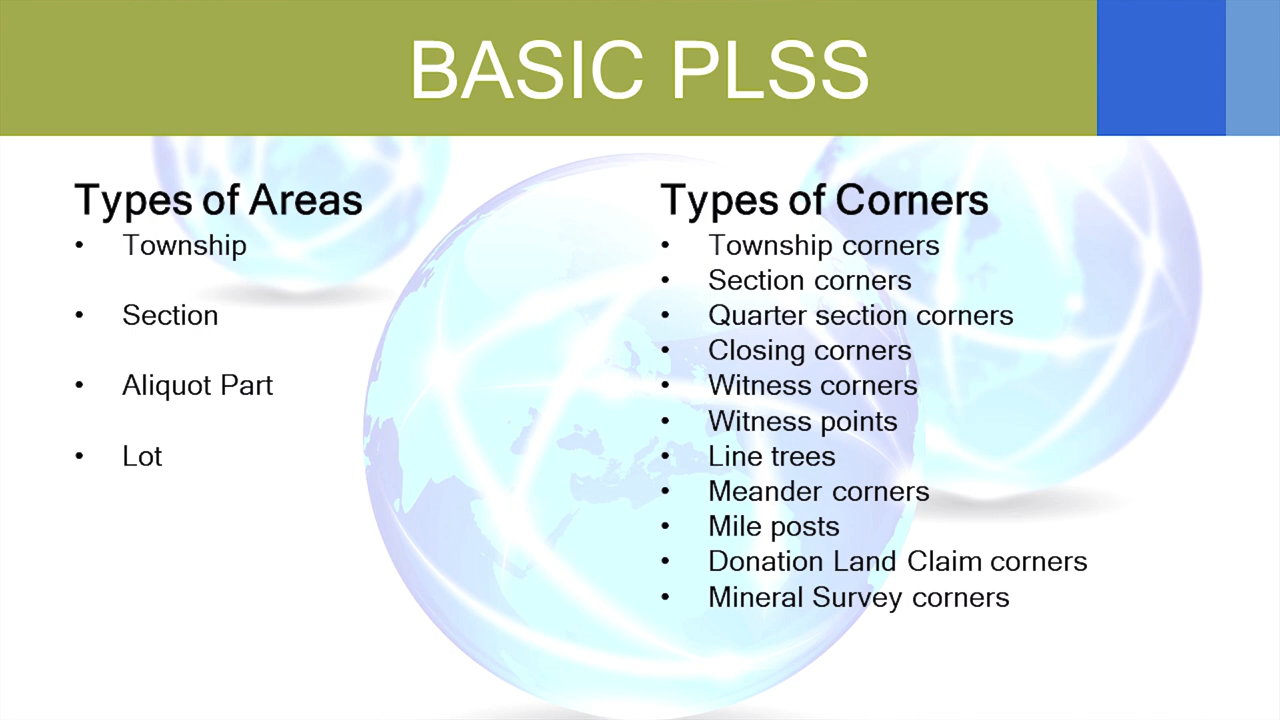 BASIC PLSS
Types of Areas
• Township
• Section
• Aliquot Part
• Lot
Types of Corners
• Township corners
• Section corners
• Quarter section corners
• Closing corners
• Witness corners
• Witness points
• Line trees
• Meander corners
• Mile posts
• Donation Land Claim corners
• Mineral Survey corners